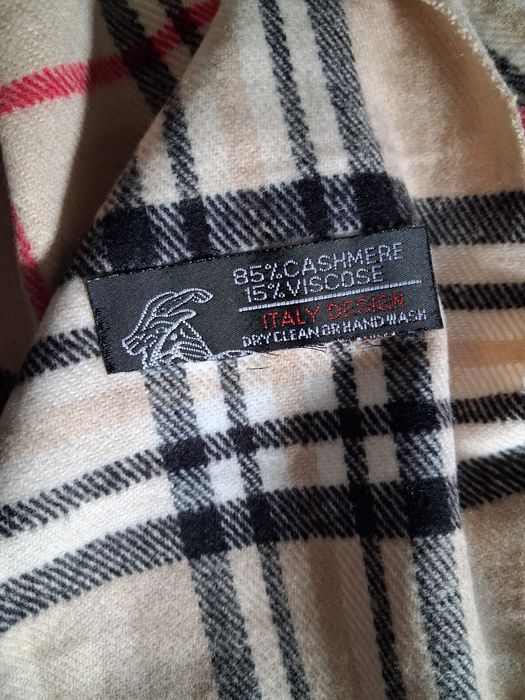 85%CASHMERE
15%VISCOSE
ITALY DESIGN
DRY CLEAN OR HAND WASH